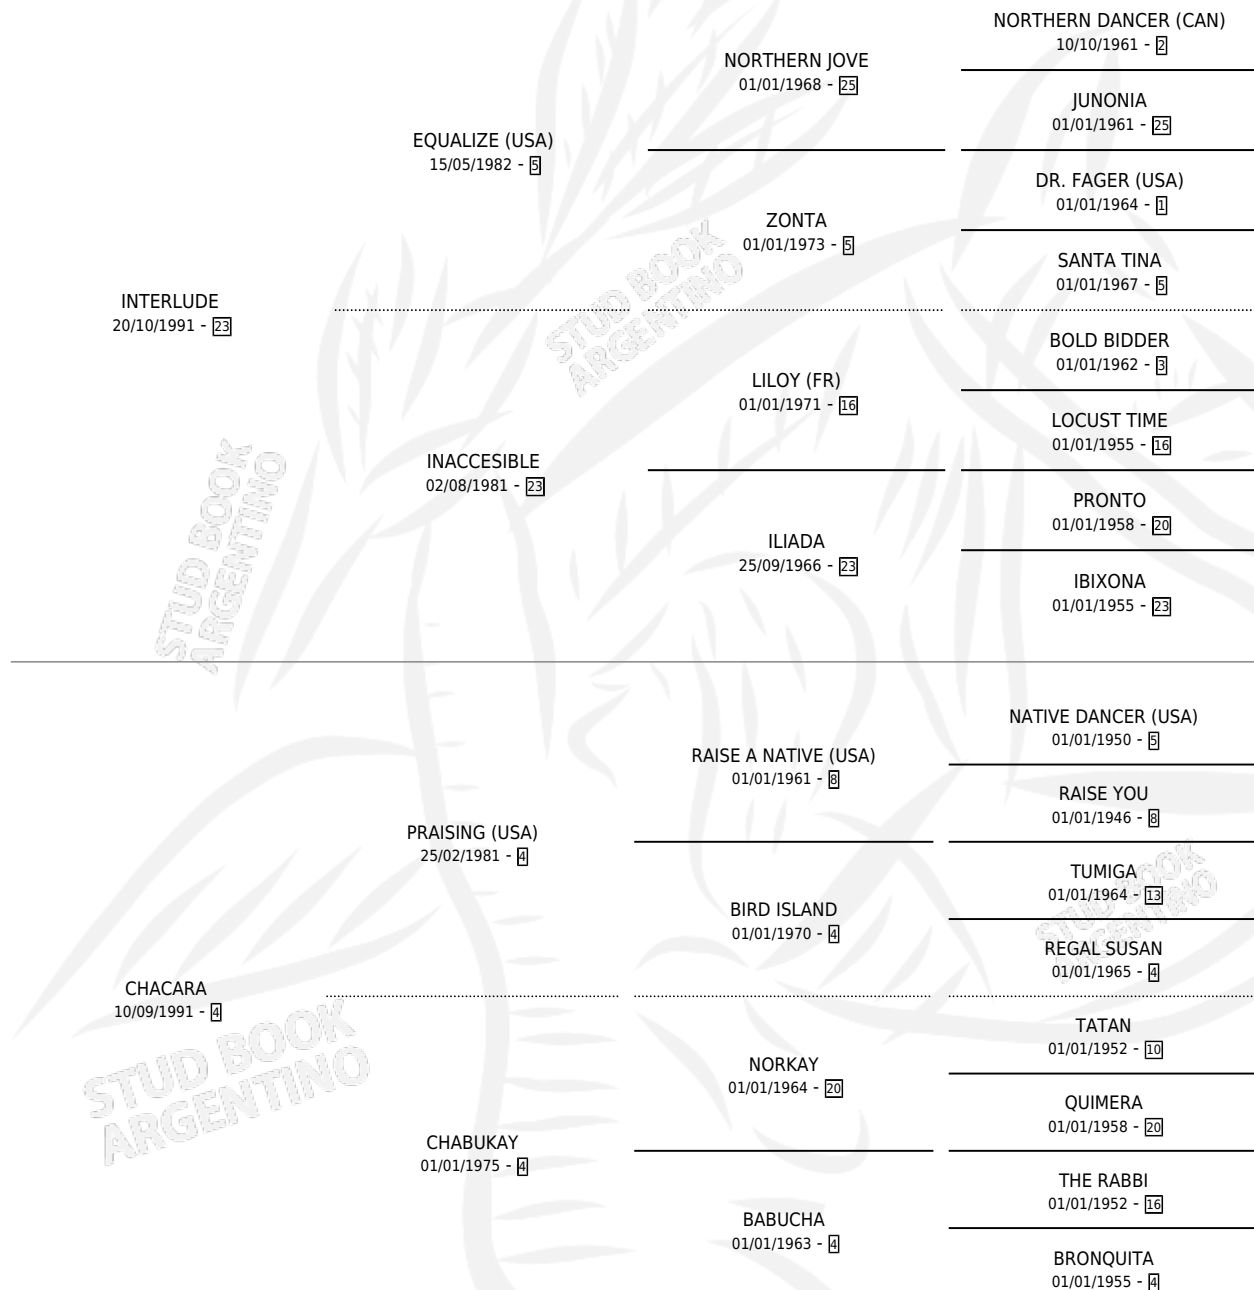 NORTHERN DANCER (CAN)
10/10/1961 - 2
NORTHERN JOVE
01/01/1968 - 25
JUNONIA
01/01/1961 - 25
EQUALIZE (USA)
15/05/1982 - 5
DR. FAGER (USA)
01/01/1964 - 1
ZONTA
01/01/1973 - 5
SANTA TINA
01/01/1967 - 5
INTERLUDE
20/10/1991 - 23
BOLD BIDDER
01/01/1962 - 3
LILOY (FR)
01/01/1971 - 16
LOCUST TIME
01/01/1955 - 16
INACCESIBLE
02/08/1981 - 23
PRONTO
01/01/1958 - 20
ILIADA
25/09/1966 - 23
IBIXONA
01/01/1955 - 23
NATIVE DANCER (USA)
01/01/1950 - 5
RAISE A NATIVE (USA)
01/01/1961 - 8
RAISE YOU
01/01/1946 - 8
PRAISING (USA)
25/02/1981 - 4
TUMIGA
01/01/1964 - 13
BIRD ISLAND
01/01/1970 - 4
REGAL SUSAN
01/01/1965 - 4
CHACARA
10/09/1991 - 4
TATAN
01/01/1952 - 10
NORKAY
01/01/1964 - 20
QUIMERA
01/01/1958 - 20
CHABUKAY
01/01/1975 - 4
THE RABBI
01/01/1952 - 16
BABUCHA
01/01/1963 - 4
BRONQUITA
01/01/1955 - 4
STUD BOOK
ARGENTINO
STUD BOOK
ARGENTINO
STUD BOOK
ARGENTINO
STUD BOOK
ARGENTINO